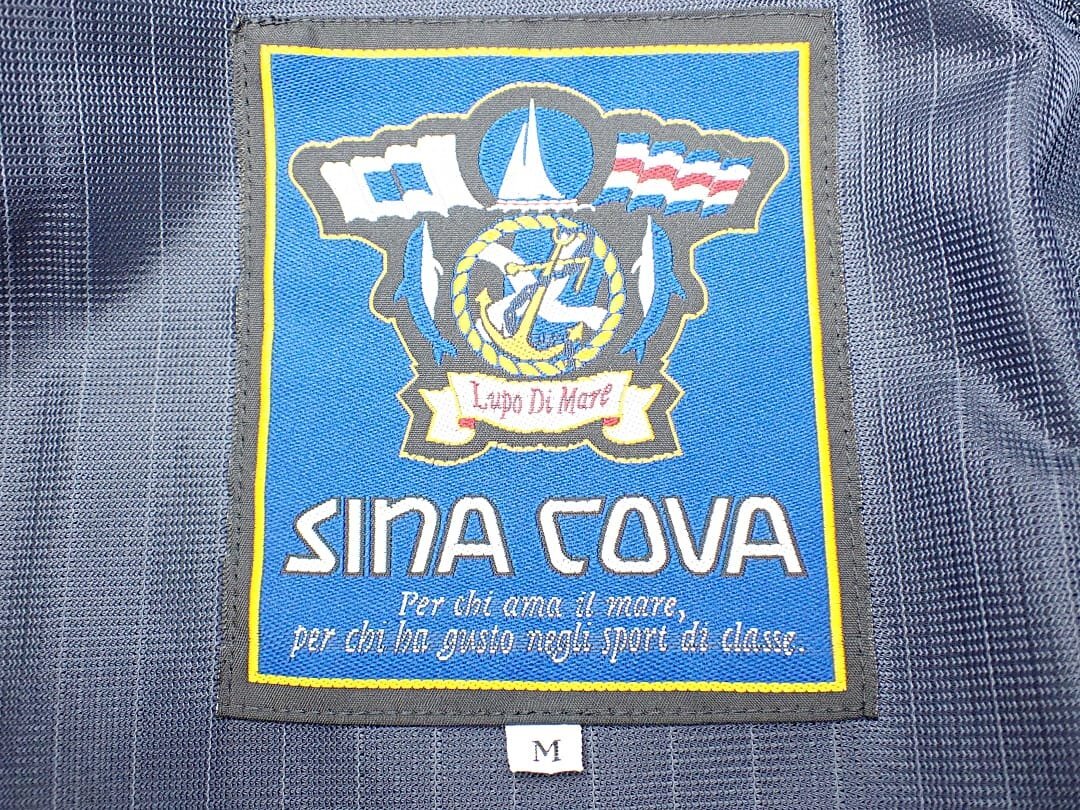 Lupo Di Mare
SINA COVA
Per chi ama il mare,
per chi ha gusto negli sport di classe.
M